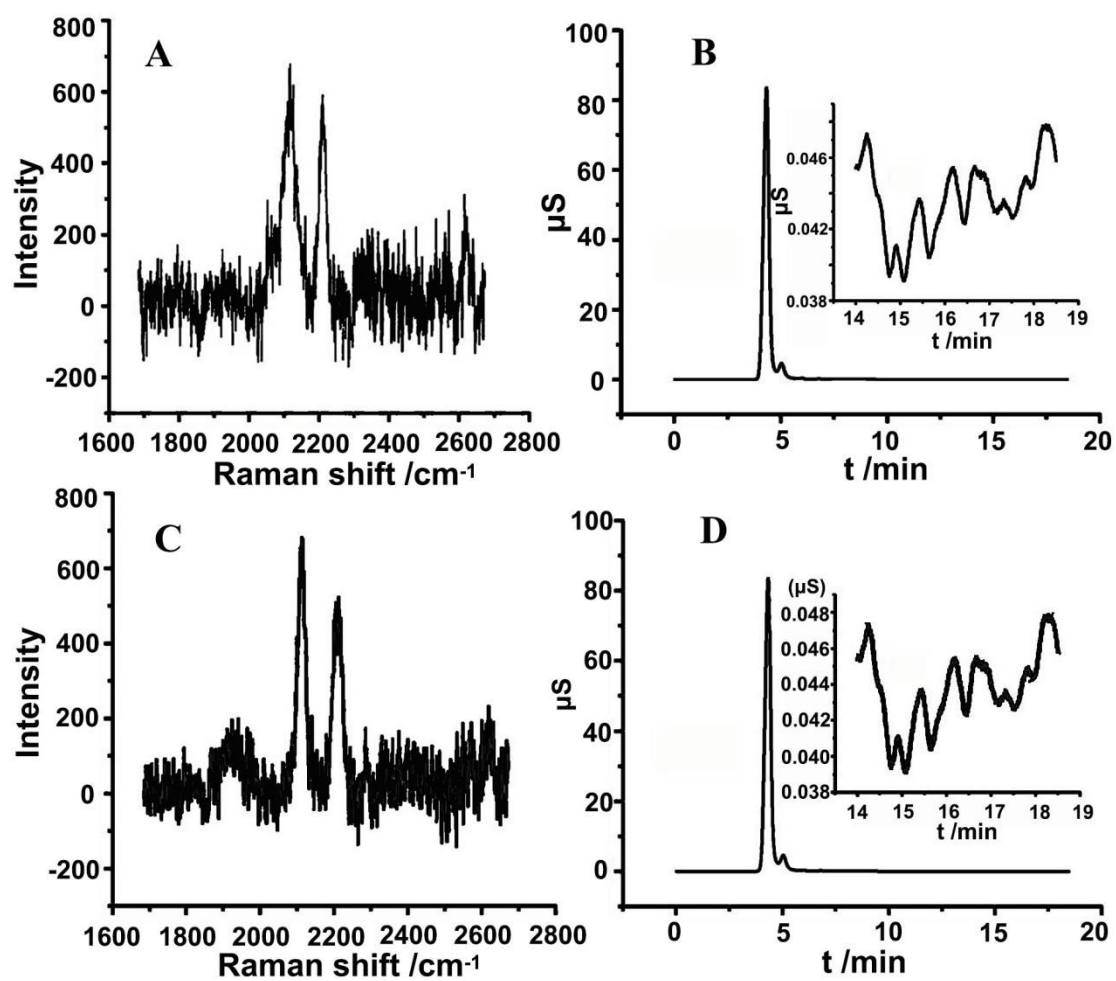 A
800
600
400
200
0
-200
Intensity
1600 1800 2000 2200 2400 2600 2800
Raman shift /cm-1
B
100
80
60
40
20
0
µS
0 5 10 15 20
t /min
µS
0.046
0.042
0.038
14 15 16 17 18 19
t /min
C
800
600
400
200
0
-200
Intensity
1600 1800 2000 2200 2400 2600 2800
Raman shift /cm-1
D
100
80
60
40
20
0
µS
0 5 10 15 20
t /min
(µS)
0.048
0.046
0.044
0.042
0.040
0.038
14 15 16 17 18 19
t /min